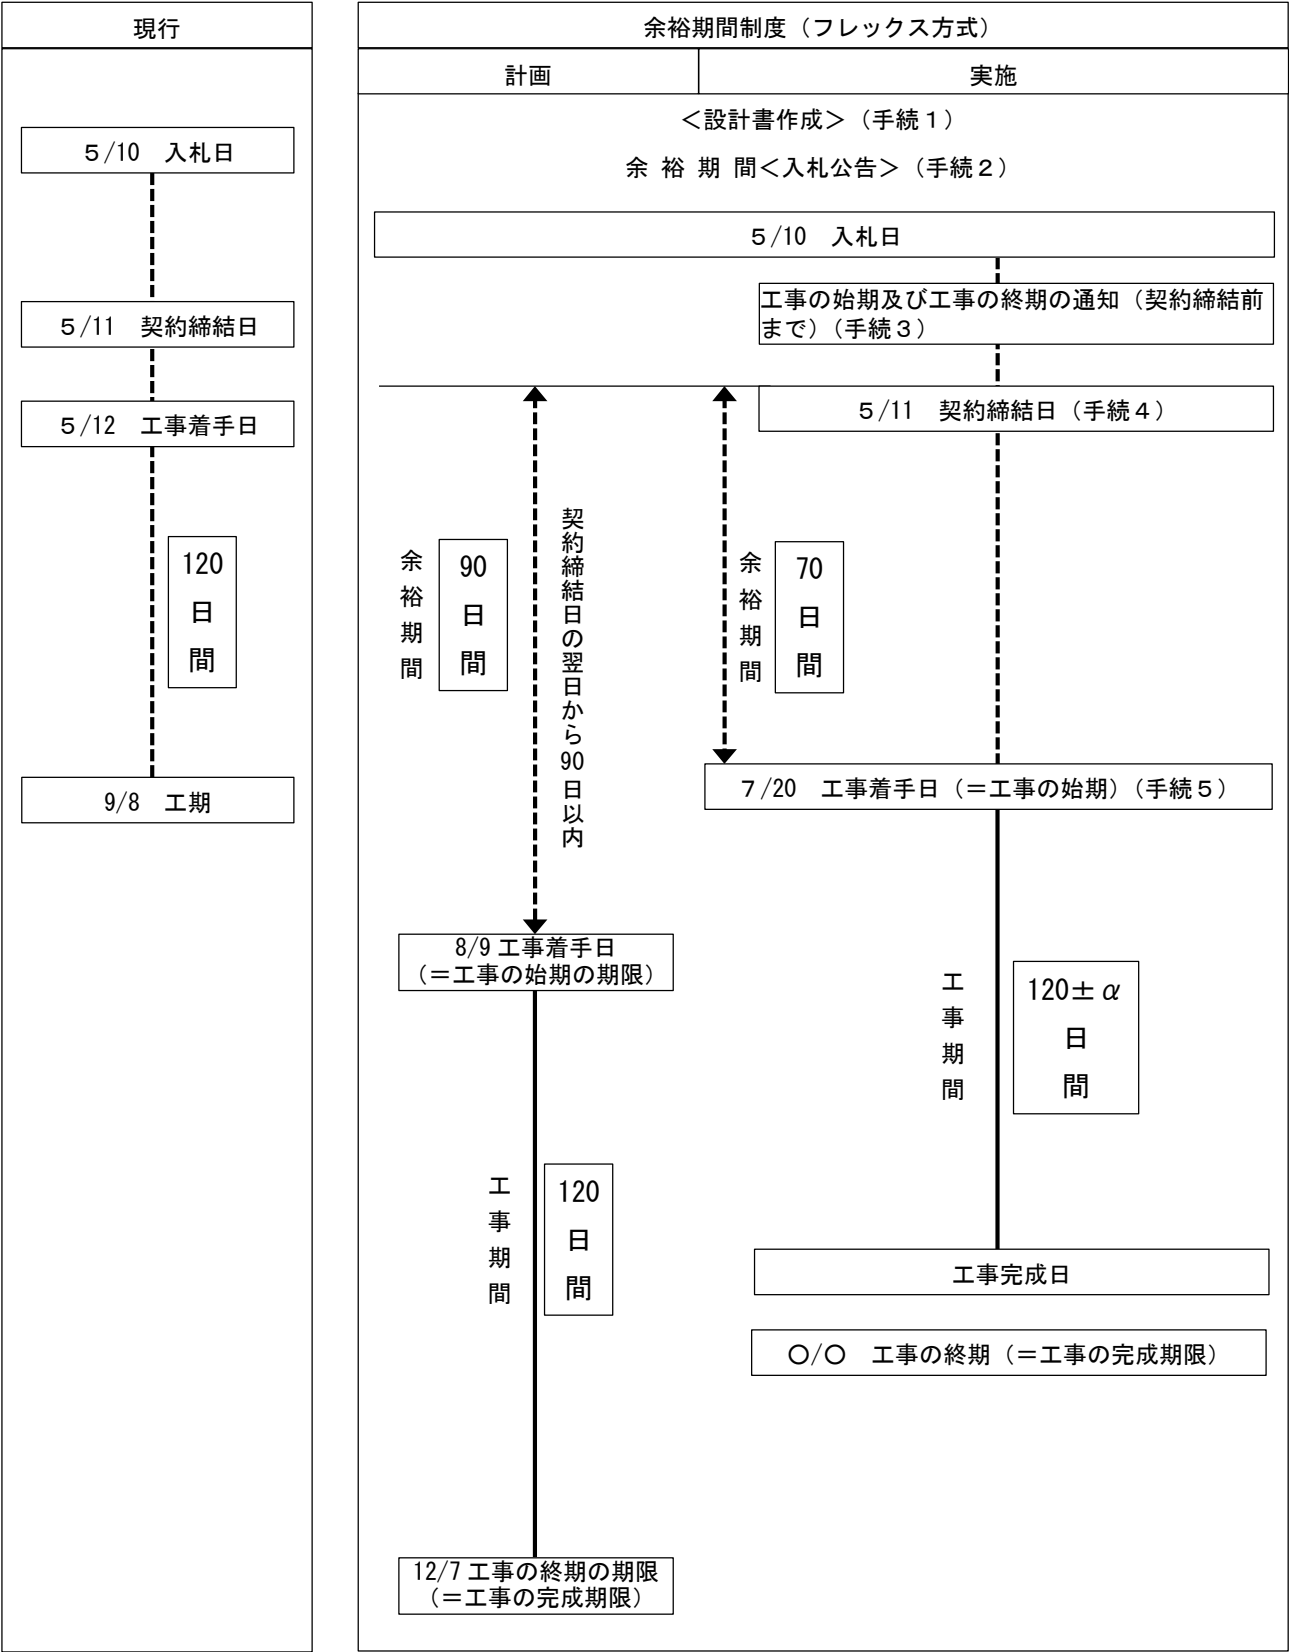 現行
５/10　入札日
５/11　契約締結日
５/12　工事着手日
120
日
間
9/8　工期
余裕期間制度（フレックス方式）
計画
実施
＜設計書作成＞（手続１）
余 裕 期 間＜入札公告＞（手続２）
５/10　入札日
工事の始期及び工事の終期の通知（契約締結前
まで）（手続３）
５/11　契約締結日（手続４）
余裕期間
90
日
間
契約締結日の翌日から90日以内
余裕期間
70
日
間
７/20　工事着手日（＝工事の始期）（手続５）
8/9 工事着手日
（＝工事の始期の期限）
工事期間
120±α
日
間
工事期間
120
日
間
工事完成日
〇/〇　工事の終期（＝工事の完成期限）
12/7 工事の終期の期限
（＝工事の完成期限）